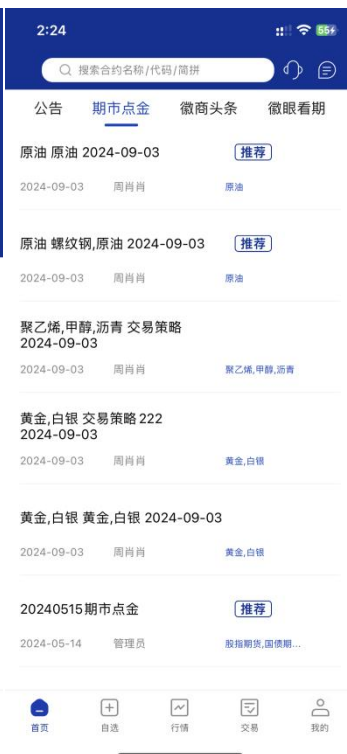 2:24
55
搜索合约名称/代码/简拼
公告 期市点金 徽商头条 徽眼看期
原油 原油 2024-09-03 推荐
2024-09-03 周肖肖 原油
原油 螺纹钢,原油 2024-09-03 推荐
2024-09-03 周肖肖 原油
聚乙烯,甲醇,沥青 交易策略
2024-09-03
2024-09-03 周肖肖 聚乙烯,甲醇,沥青
黄金,白银 交易策略 222
2024-09-03
2024-09-03 周肖肖 黄金,白银
黄金,白银 黄金,白银 2024-09-03
2024-09-03 周肖肖 黄金,白银
20240515期市点金 推荐
2024-05-14 管理员 股指期货,国债期...
首页 自选 行情 交易 我的